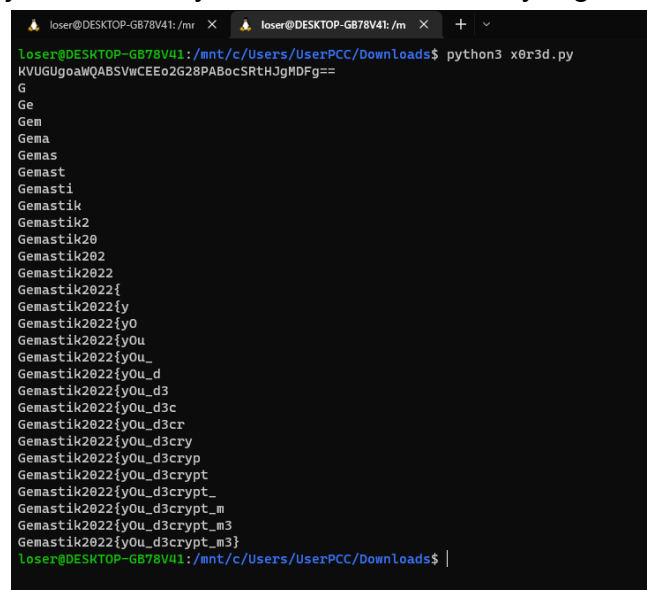 loser@DESKTOP-GB78V41: /mr
loser@DESKTOP-GB78V41: /m
loser@DESKTOP-GB78V41:/mnt/c/Users/UserPCC/Downloads$ python3 x0r3d.py
KVUGUgoaWQABSVwCEEo2G28PABocSRtHJgMDFg==
G
Ge
Gem
Gema
Gemas
Gemast
Gemasti
Gemastik
Gemastik2
Gemastik20
Gemastik202
Gemastik2022
Gemastik2022{
Gemastik2022{y
Gemastik2022{y0
Gemastik2022{y0u
Gemastik2022{y0u_
Gemastik2022{y0u_d
Gemastik2022{y0u_d3
Gemastik2022{y0u_d3c
Gemastik2022{y0u_d3cr
Gemastik2022{y0u_d3cry
Gemastik2022{y0u_d3cryp
Gemastik2022{y0u_d3crypt
Gemastik2022{y0u_d3crypt_
Gemastik2022{y0u_d3crypt_m
Gemastik2022{y0u_d3crypt_m3
Gemastik2022{y0u_d3crypt_m3}
loser@DESKTOP-GB78V41:/mnt/c/Users/UserPCC/Downloads$